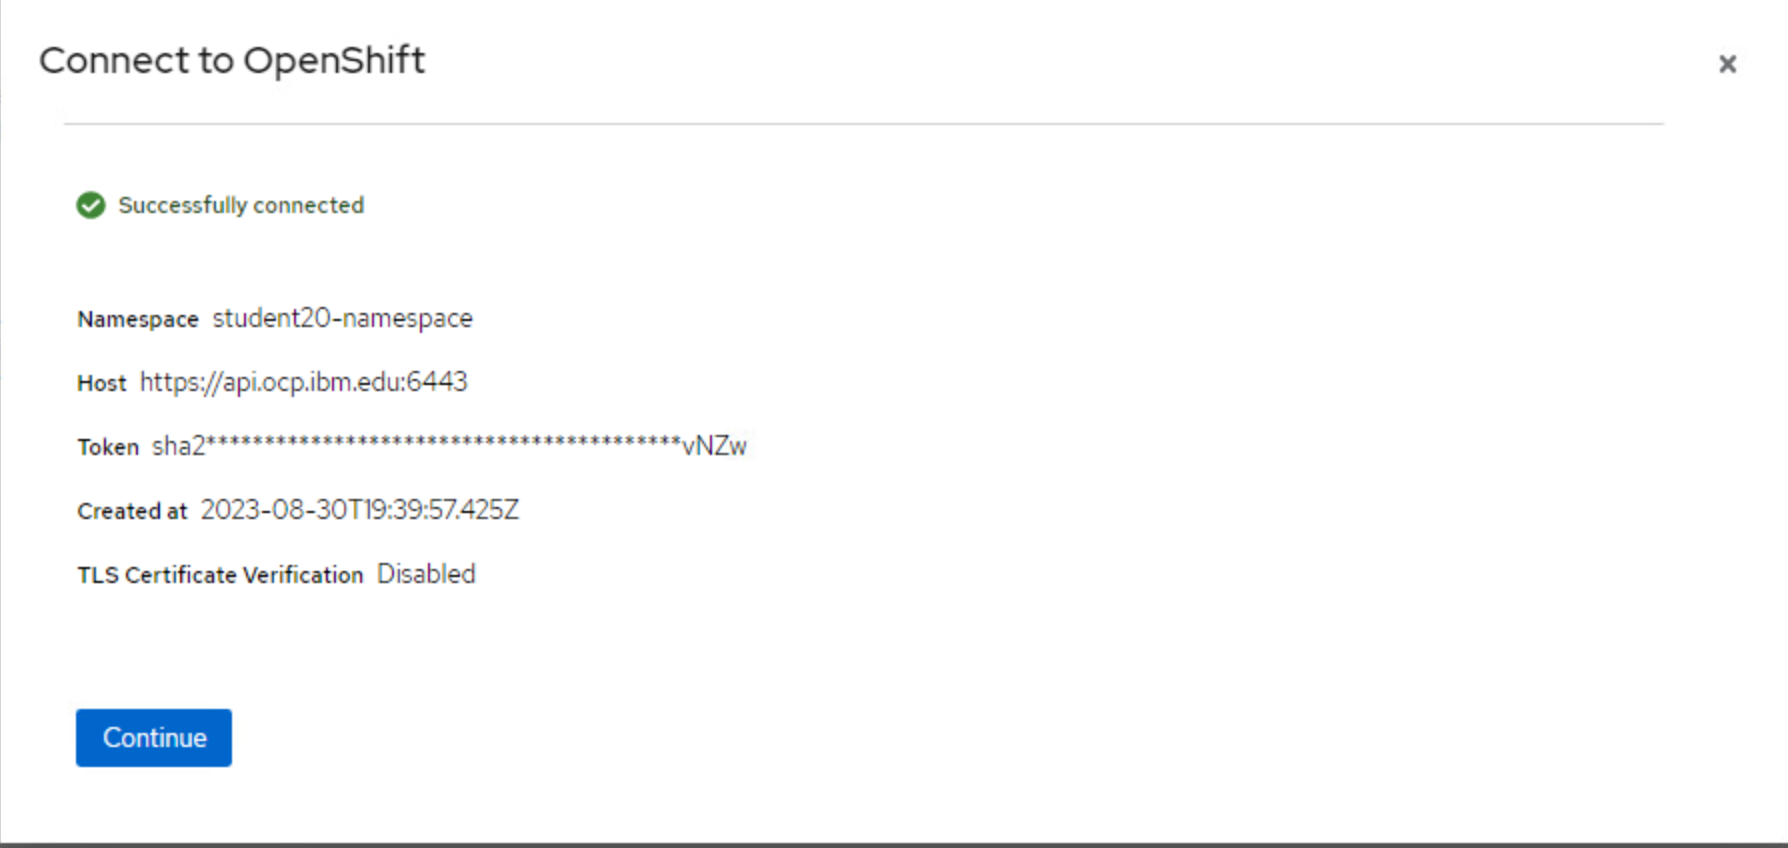 Connect to OpenShift
Successfully connected
Namespace student20-namespace
Host https://api.ocp.ibm.edu:6443
Token sha2*****************************************vNZw
Created at 2023-08-30T19:39:57.425Z
TLS Certificate Verification Disabled
Continue